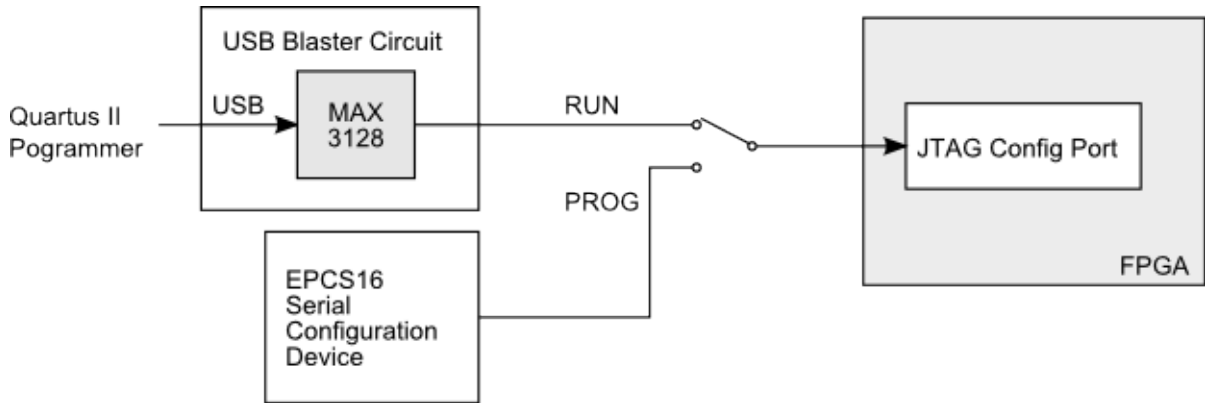 USB Blaster Circuit
Quartus II
Pogrammer
USB
MAX
3128
RUN
PROG
JTAG Config Port
FPGA
EPCS16
Serial
Configuration
Device